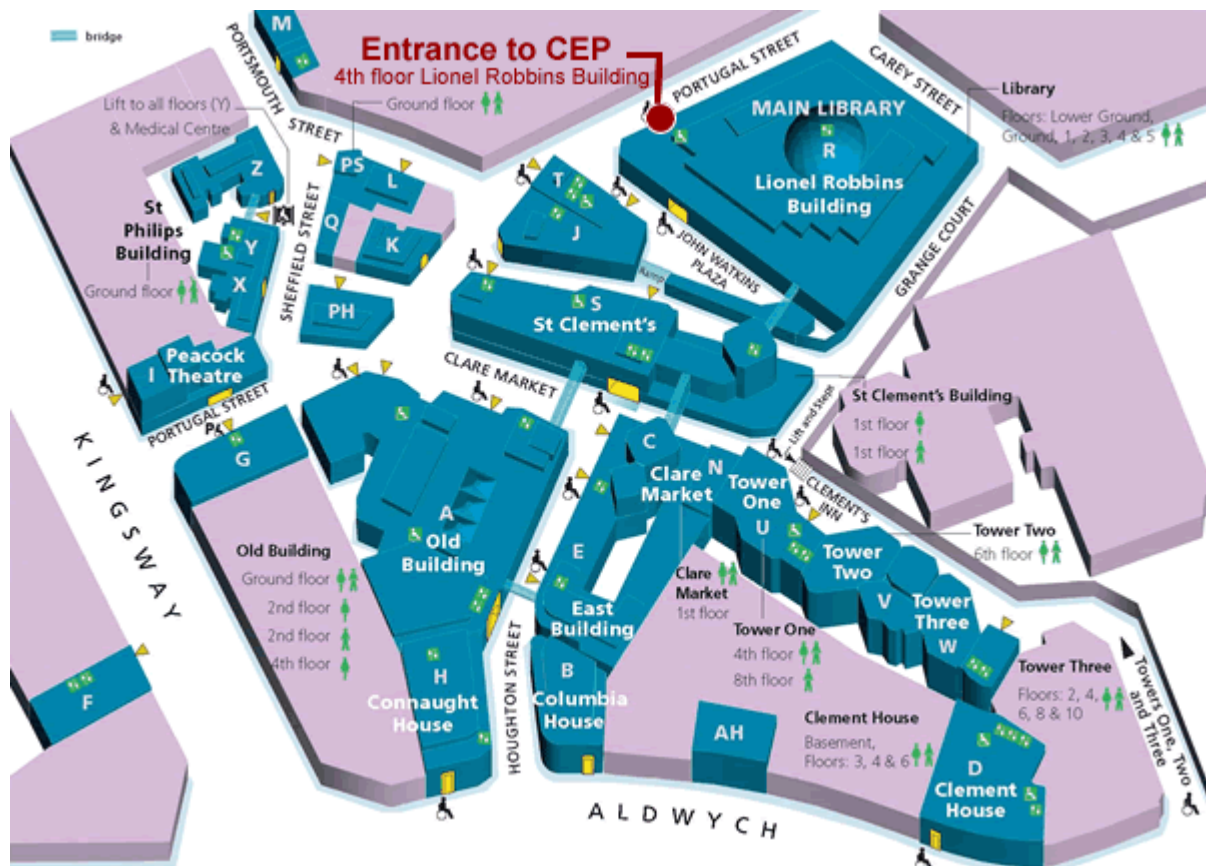 bridge
M
PORTSMOUTH STREET
Entrance to CEP
4th floor Lionel Robbins Building
PORTUGAL STREET
CAREY STREET
Lift to all floors (Y)
& Medical Centre
Ground floor
MAIN LIBRARY
R
Lionel Robbins
Building
Library
Floors: Lower Ground,
Ground, 1, 2, 3, 4 & 5
Z
PS
L
T
Q
K
J
St
Philips
Building
Ground floor
Y
X
SHEFFIELD STREET
JOHN WATKINS
PLAZA
GRANGE COURT
Ramp
PH
S
St Clement's
I
Peacock
Theatre
PORTUGAL STREET
CLARE MARKET
St Clement's Building
1st floor
1st floor
Lift and Steps
KINGSWAY
G
C
Clare
Market
N
Tower
One
U
CLEMENT'S
INN
A
Old
Building
Old Building
Ground floor
2nd floor
2nd floor
4th floor
E
East
Building
Clare
Market
1st floor
Tower
Two
V
Tower Two
6th floor
Tower
Three
W
Tower One
4th floor
8th floor
Tower Three
Floors: 2, 4,
6, 8 & 10
Towers One, Two
and Three
F
H
Connaught
House
HOUGHTON STREET
B
Columbia
House
AH
Clement House
Basement,
Floors: 3, 4 & 6
D
Clement
House
ALDWYCH